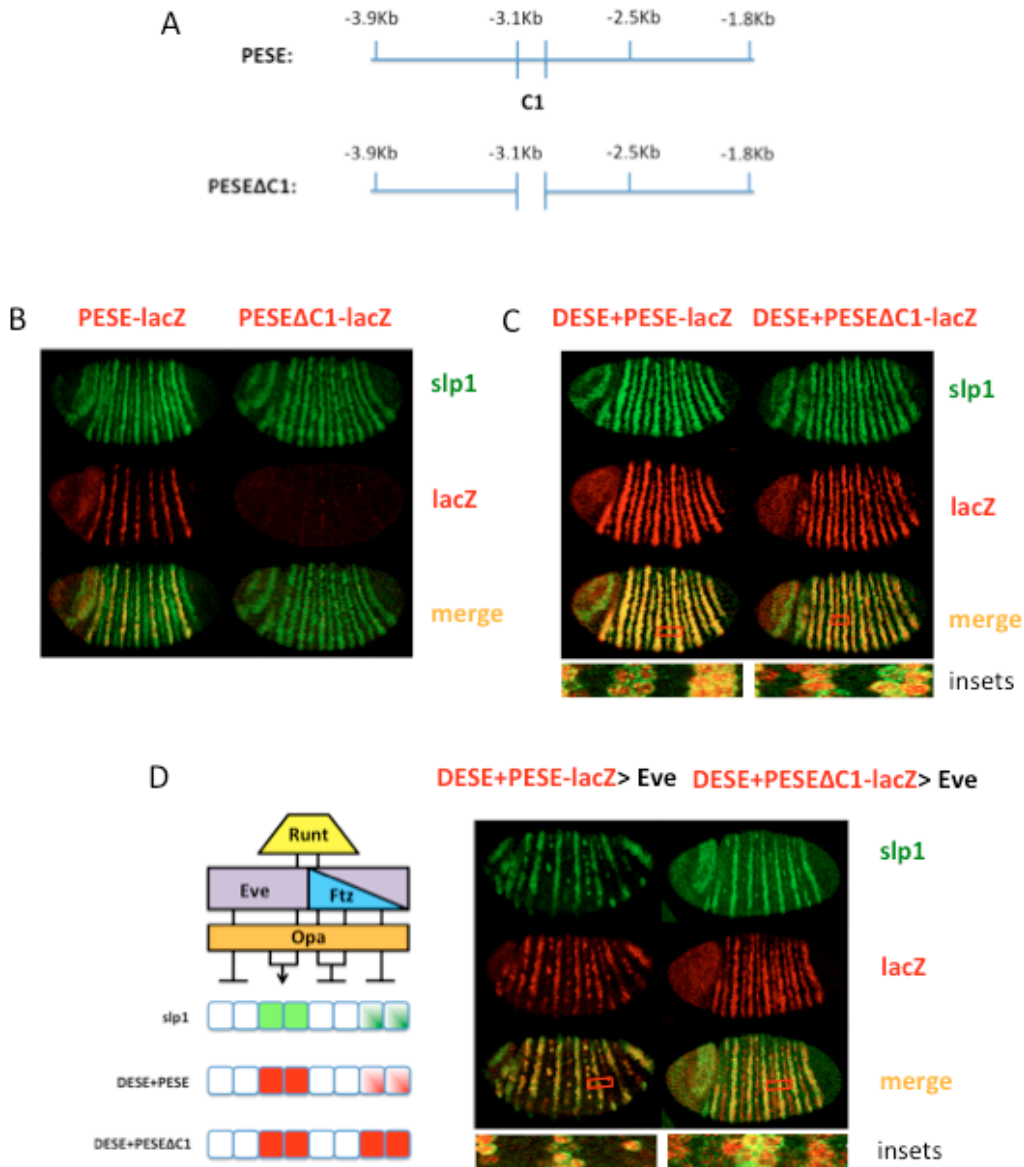 A
-3.9Kb -3.1Kb -2.5Kb -1.8Kb
PESE:
C1
-3.9Kb -3.1Kb -2.5Kb -1.8Kb
PESEΔC1:
B
PESE-lacZ PESEΔC1-lacZ
slp1
lacZ
merge
C
DESE+PESE-lacZ DESE+PESEΔC1-lacZ
slp1
lacZ
merge
insets
D
Runt
Eve
Ftz
Opa
slp1
DESE+PESE
DESE+PESEΔC1
DESE+PESE-lacZ> Eve DESE+PESEΔC1-lacZ> Eve
slp1
lacZ
merge
insets